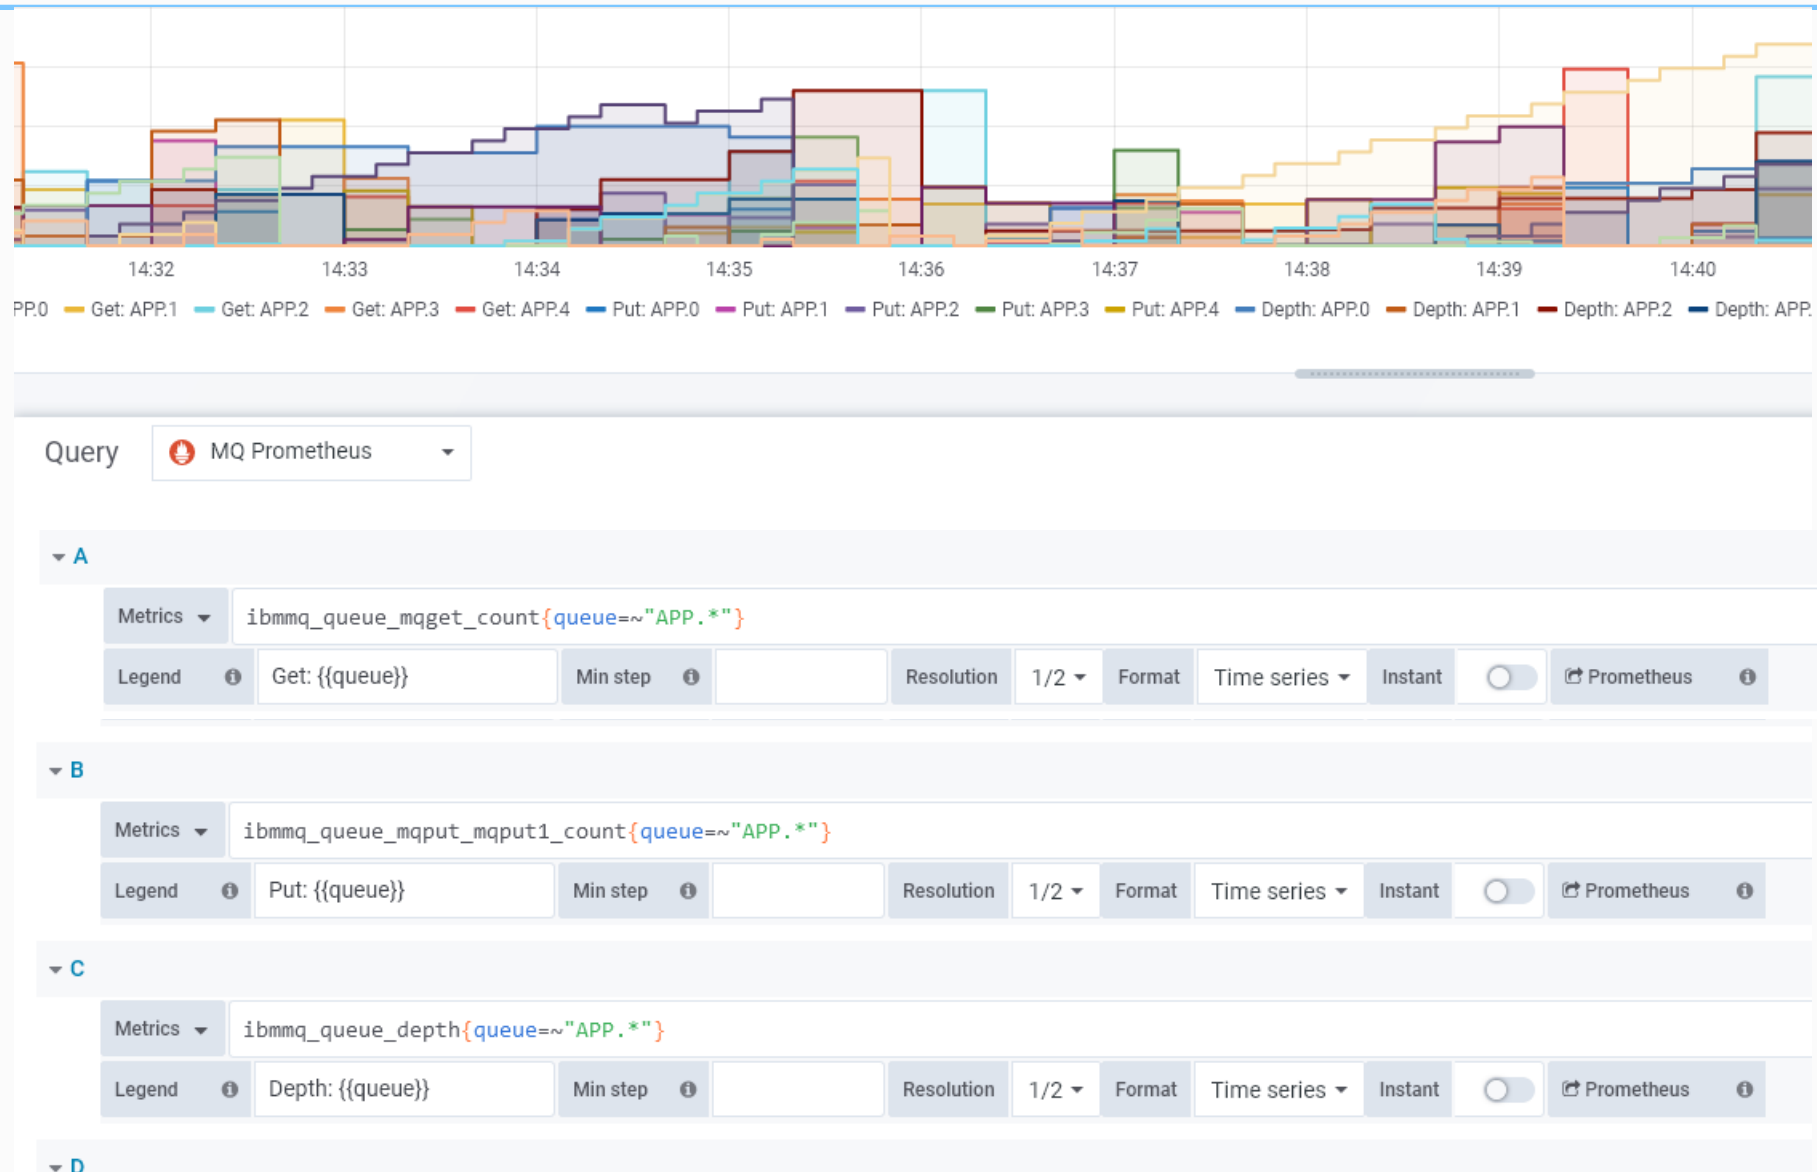 14:32 14:33 14:34 14:35 14:36 14:37 14:38 14:39 14:40
PP.0 Get: APP.1 Get: APP.2 Get: APP.3 Get: APP.4 Put: APP.0 Put: APP.1 Put: APP.2 Put: APP.3 Put: APP.4 Depth: APP.0 Depth: APP.1 Depth: APP.2 Depth: APP.
Query MQ Prometheus
A
Metrics ibmmq_queue_mqget_count{queue=~"APP.*"}
Legend Get: {{queue}} Min step Resolution 1/2 Format Time series Instant Prometheus
B
Metrics ibmmq_queue_mqput_mqput1_count{queue=~"APP.*"}
Legend Put: {{queue}} Min step Resolution 1/2 Format Time series Instant Prometheus
C
Metrics ibmmq_queue_depth{queue=~"APP.*"}
Legend Depth: {{queue}} Min step Resolution 1/2 Format Time series Instant Prometheus
D